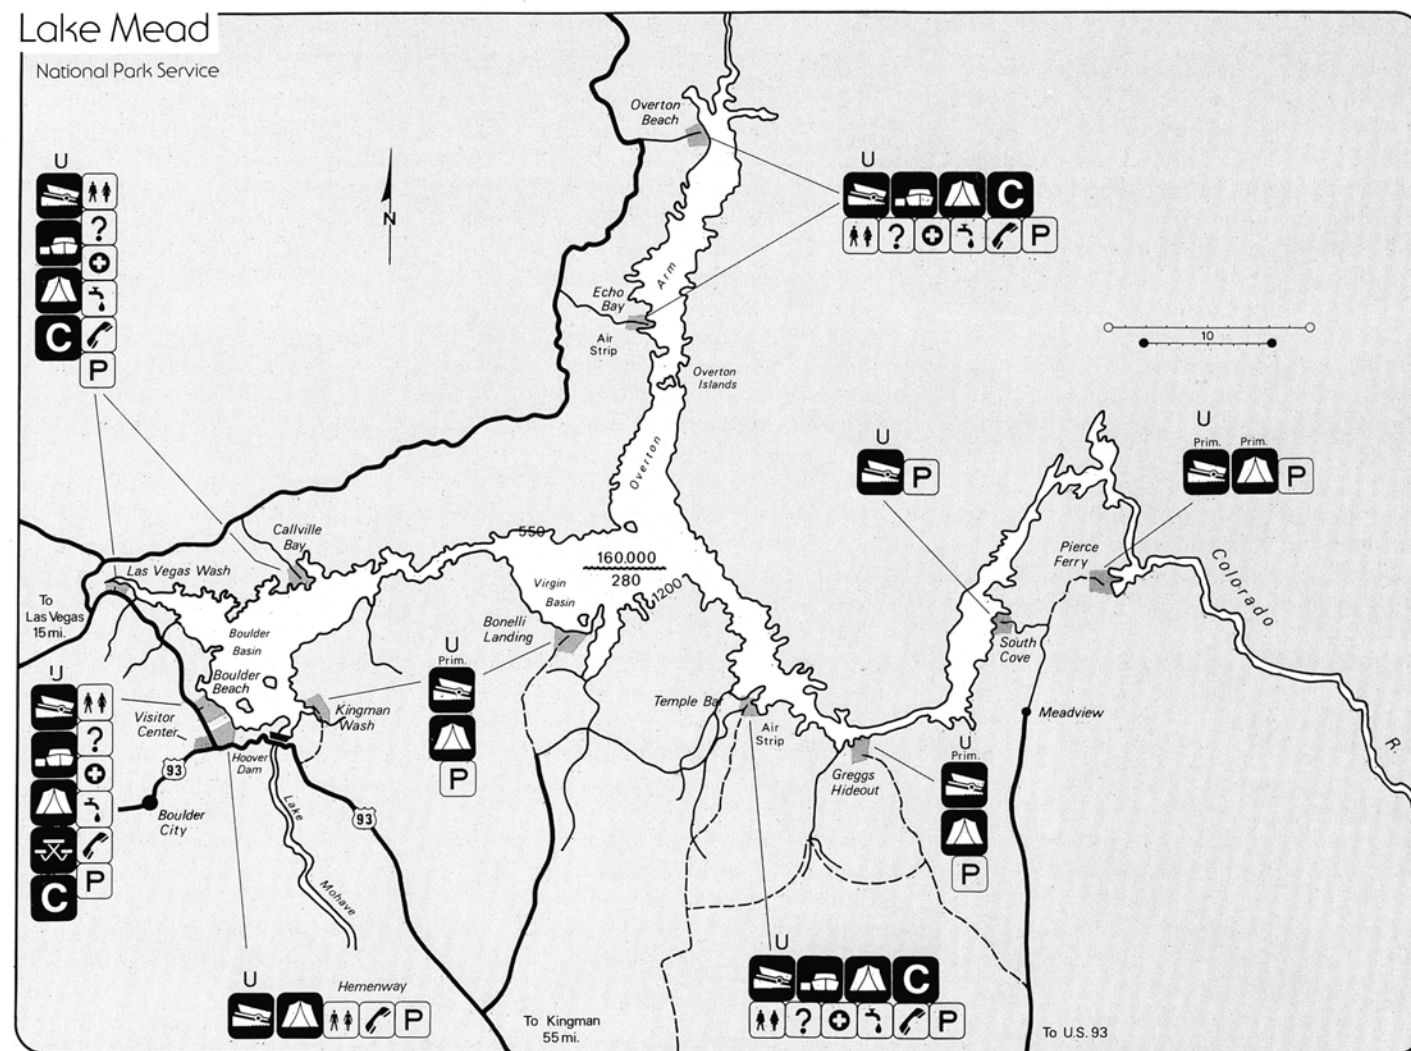 Lake Mead
National Park Service
Overton
Beach
U
U
C
?
P
C
? P
N
Echo
Bay
Air
Strip
Arm
10
Overton
Islands
Overton
U
P
U
Prim. Prim.
P
Callville
Bay
550
160.000
280
1200
Las Vegas Wash
Virgin
Basin
Pierce
Ferry
Colorado
R.
To
Las Vegas
15 mi.
Boulder
Basin
Bonelli
Landing
South
Cove
U
Prim.
P
U
Boulder
Beach
Visitor
Center
Kingman
Wash
Temple Bar
Air
Strip
Meadview
Hoover
Dam
93
Boulder
City
Lake
Mohave
93
Greggs
Hideout
U
Prim.
P
?
P
C
U
Hemenway
P
U
C
? P
To Kingman
55 mi.
To U.S. 93